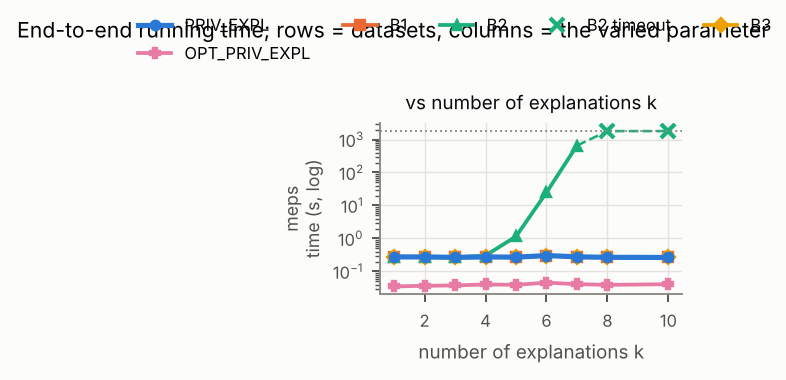 End-to-end running time; rows = datasets, columns = the varied parameter
PRIV_EXPL B1 B2 B2 timeout B3
OPT_PRIV_EXPL
vs number of explanations k
10³
10²
10¹
10⁰
10⁻¹
meps
time (s, log)
2 4 6 8 10
number of explanations k